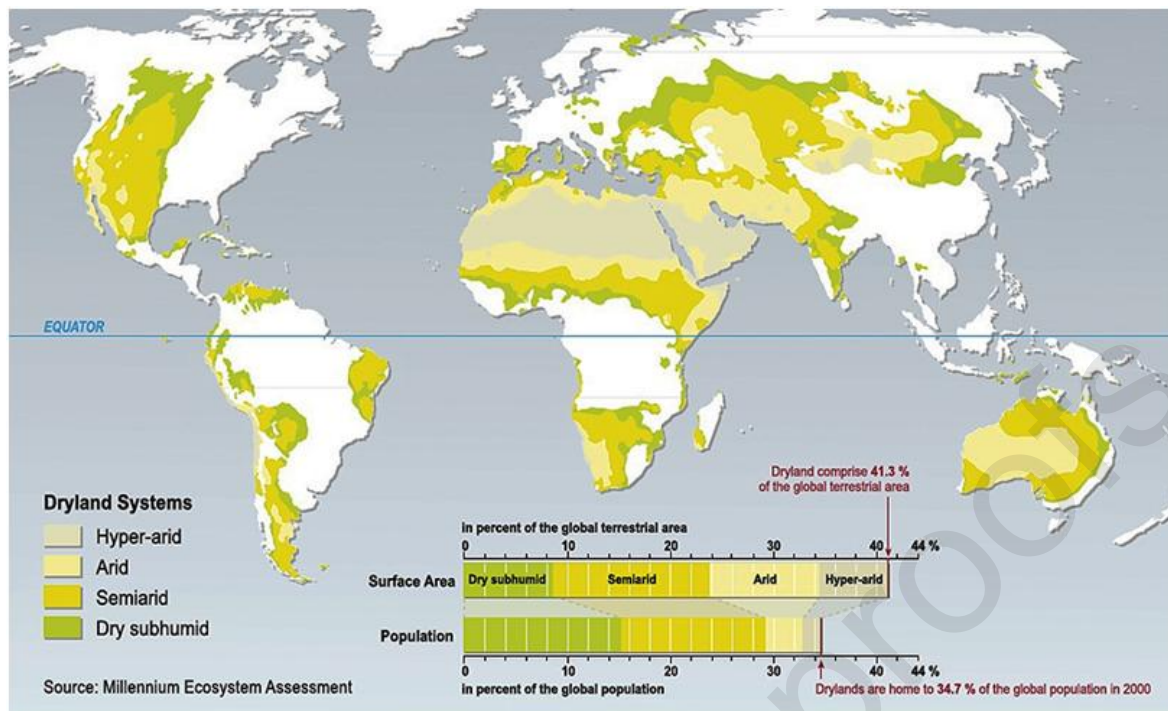 EQUATOR
Dryland Systems
Hyper-arid
Arid
Semiarid
Dry subhumid
Source: Millennium Ecosystem Assessment
Dryland comprise 41.3 %
of the global terrestrial area
in percent of the global terrestrial area
0 10 20 30 40 44 %
Surface Area Dry subhumid Semiarid Arid Hyper-arid
Population
0 10 20 30 40 44 %
in percent of the global population
Drylands are home to 34.7 % of the global population in 2000
proofs